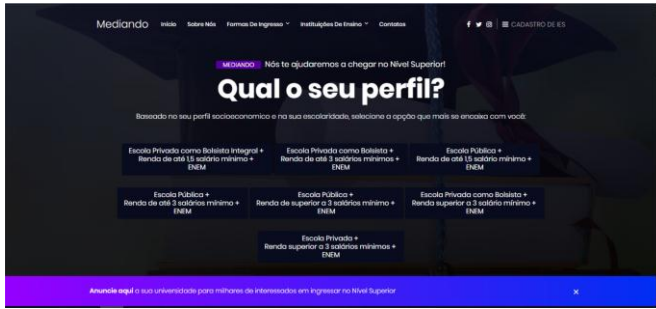 Mediando Início Sobre Nós Formas De Ingresso Instituições De Ensino Contatos CADASTRO DE IES
MEDIANDO Nós te ajudaremos a chegar no Nível Superior!
Qual o seu perfil?
Baseado no seu perfil socioeconomico e na sua escolaridade, selecione a opção que mais se encaixa com você:
Escola Privada como Bolsista Integral +
Renda de até 1,5 salário mínimo +
ENEM
Escola Privada como Bolsista +
Renda de até 3 salários mínimos +
ENEM
Escola Pública +
Renda de até 1,5 salário mínimo +
ENEM
Escola Pública +
Renda de até 3 salários mínimo +
ENEM
Escola Pública +
Renda de superior a 3 salários mínimo +
ENEM
Escola Privada como Bolsista +
Renda superior a 3 salário mínimo +
ENEM
Escola Privada +
Renda superior a 3 salários mínimos +
ENEM
Anuncie aqui a sua universidade para milhares de interessados em ingressar no Nível Superior